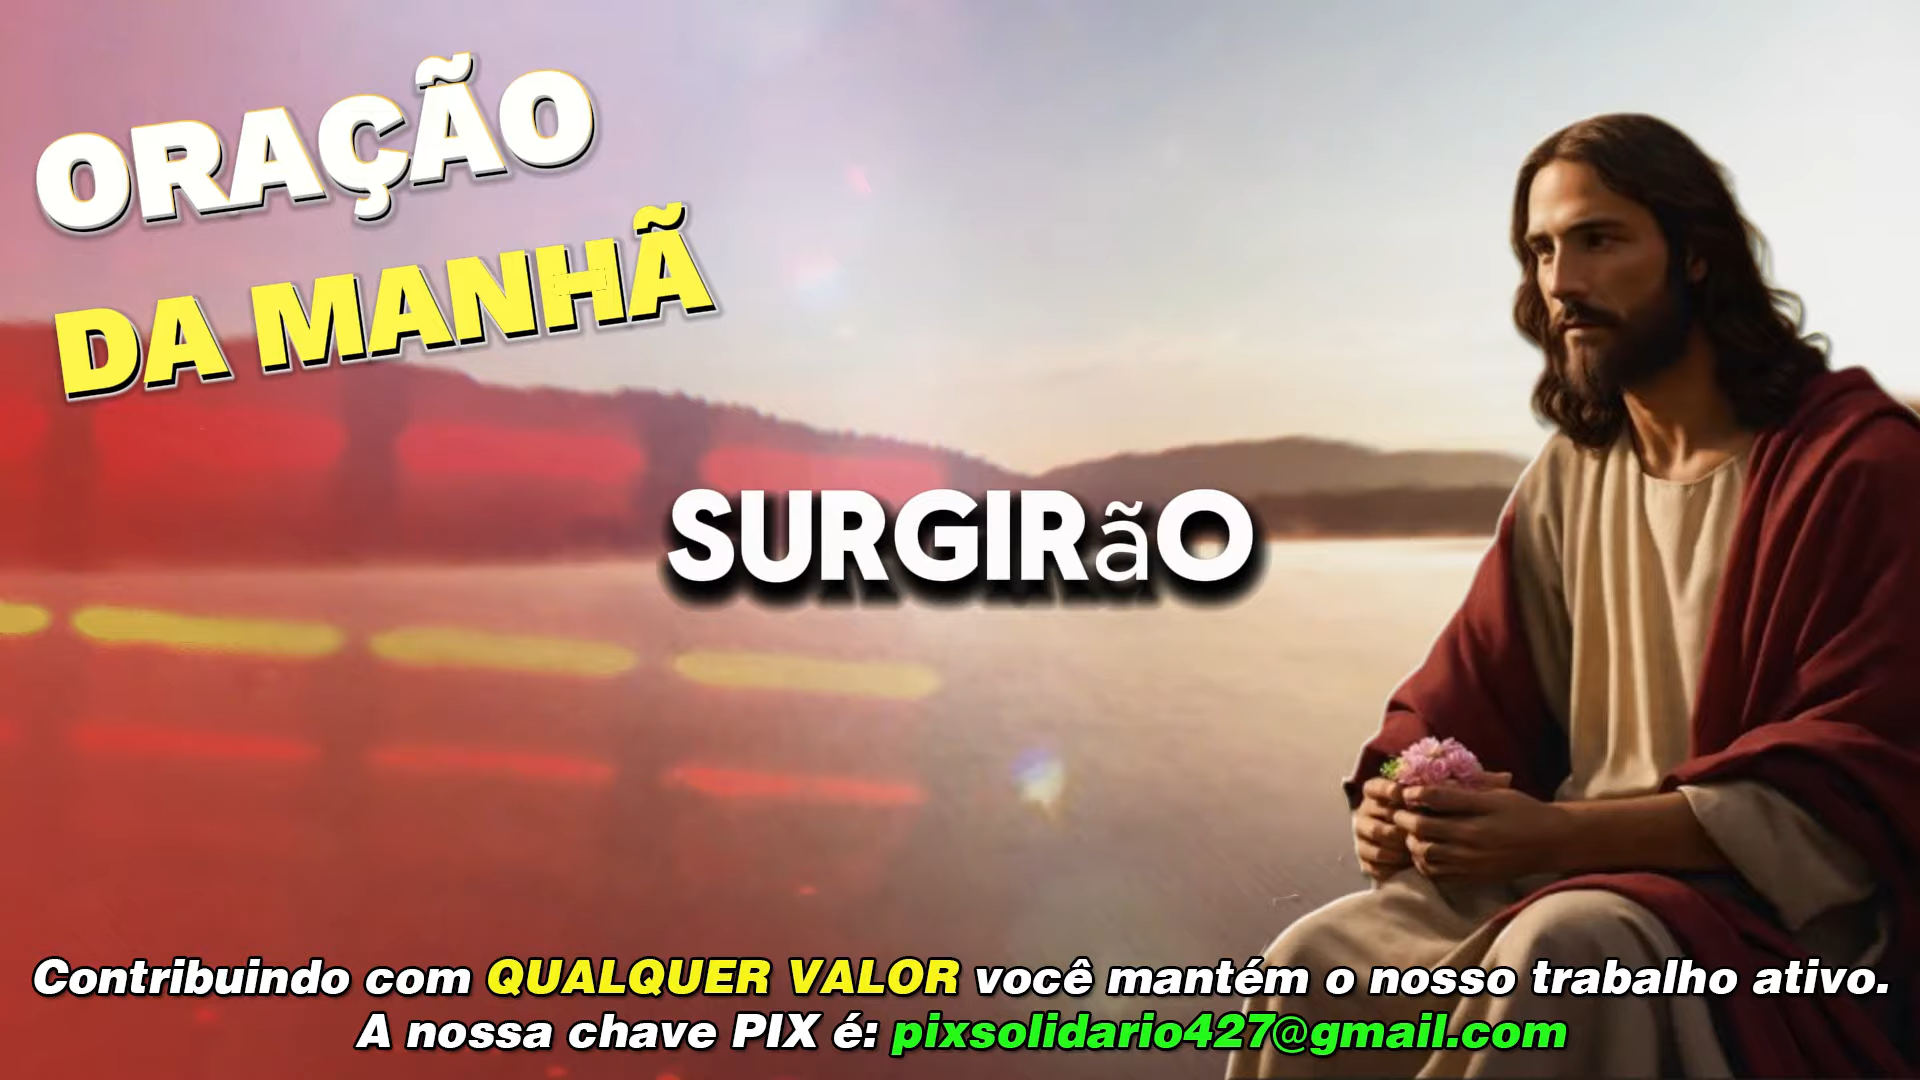 ORAÇÃO
DA MANHÃ
SURGIRãO
Contribuindo com QUALQUER VALOR você mantém o nosso trabalho ativo.
A nossa chave PIX é: pixsolidario427@gmail.com